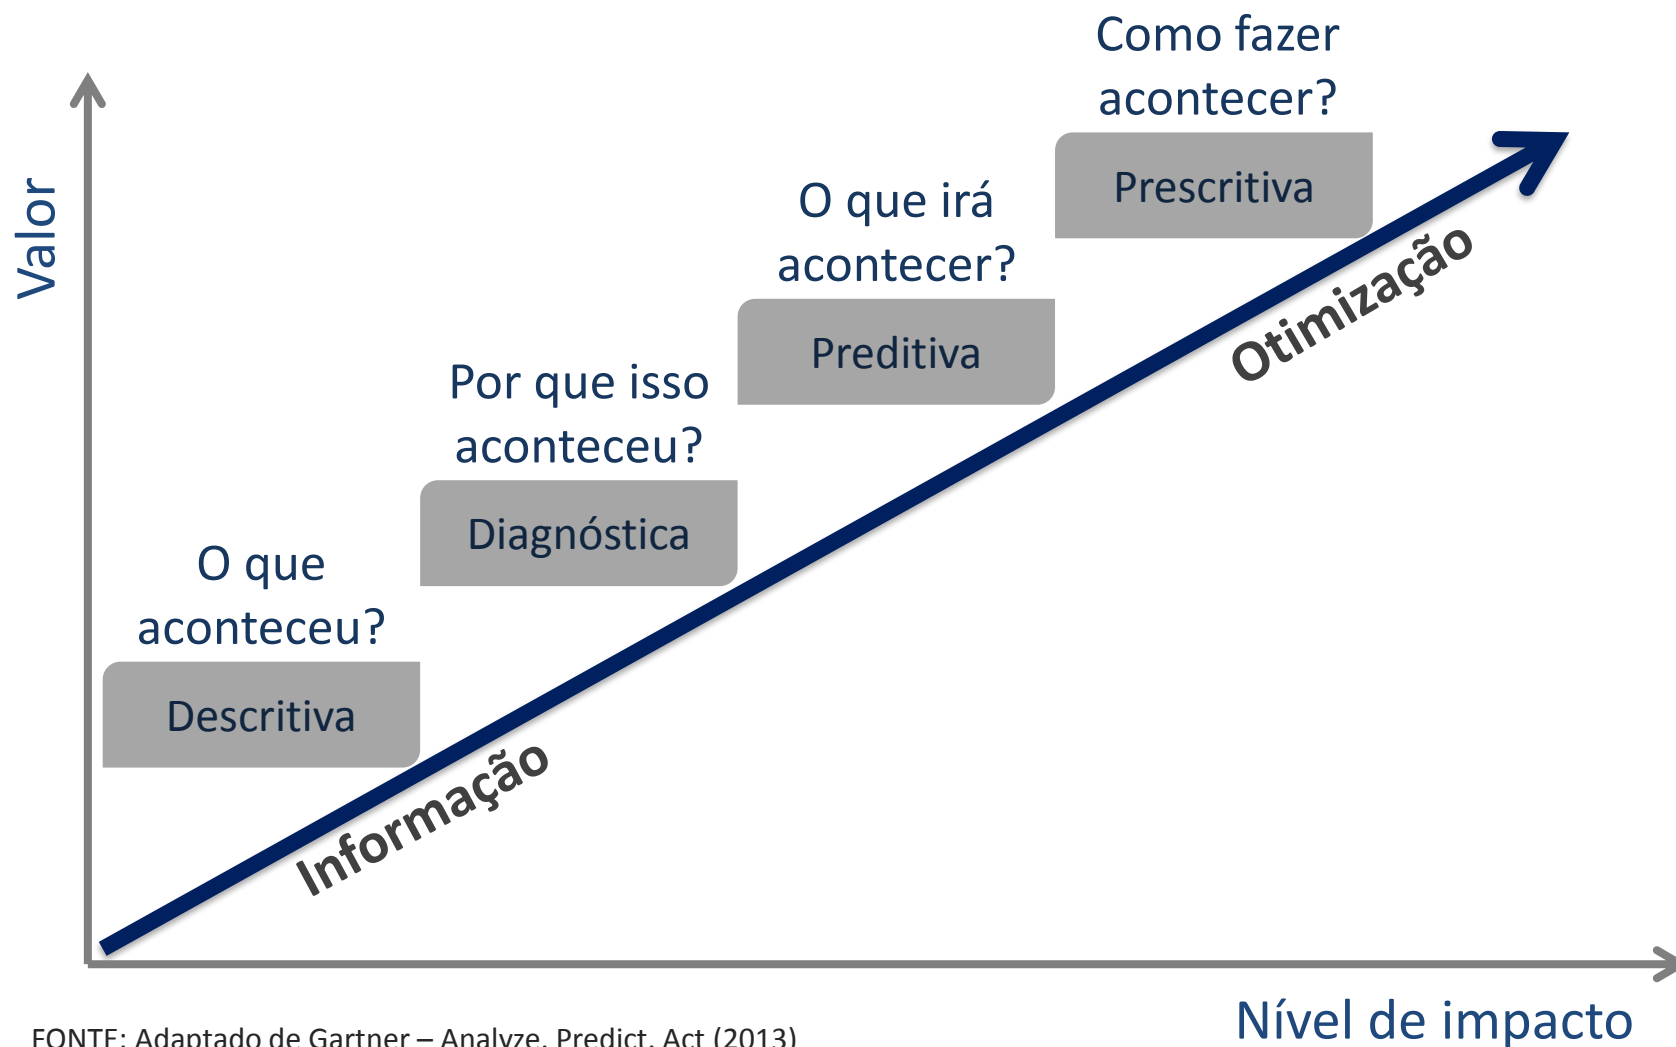 Como fazer
acontecer?
Prescritiva
O que irá
acontecer?
Preditiva
Por que isso
aconteceu?
Diagnóstica
O que
aconteceu?
Descritiva
Valor
Informação
Otimização
Nível de impacto
FONTE: Adaptado de Gartner – Analyze, Predict, Act (2013)